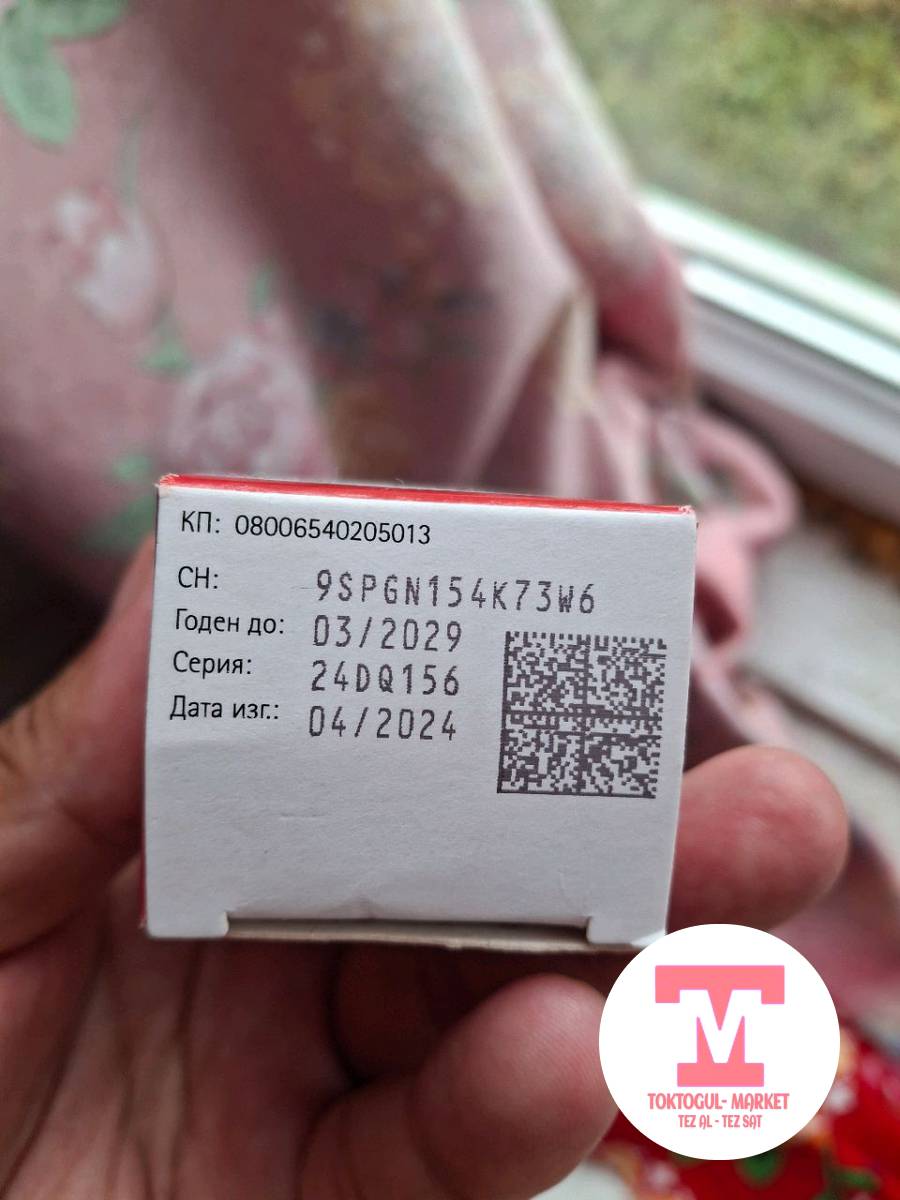 КП: 08006540205013
СН: 9SPGN154K73W6
Годен до: 03/2029
Серия: 24DQ156
Дата изг.: 04/2024
TM
TOKTOGUL- MARKET
TEZ AL - TEZ SAT